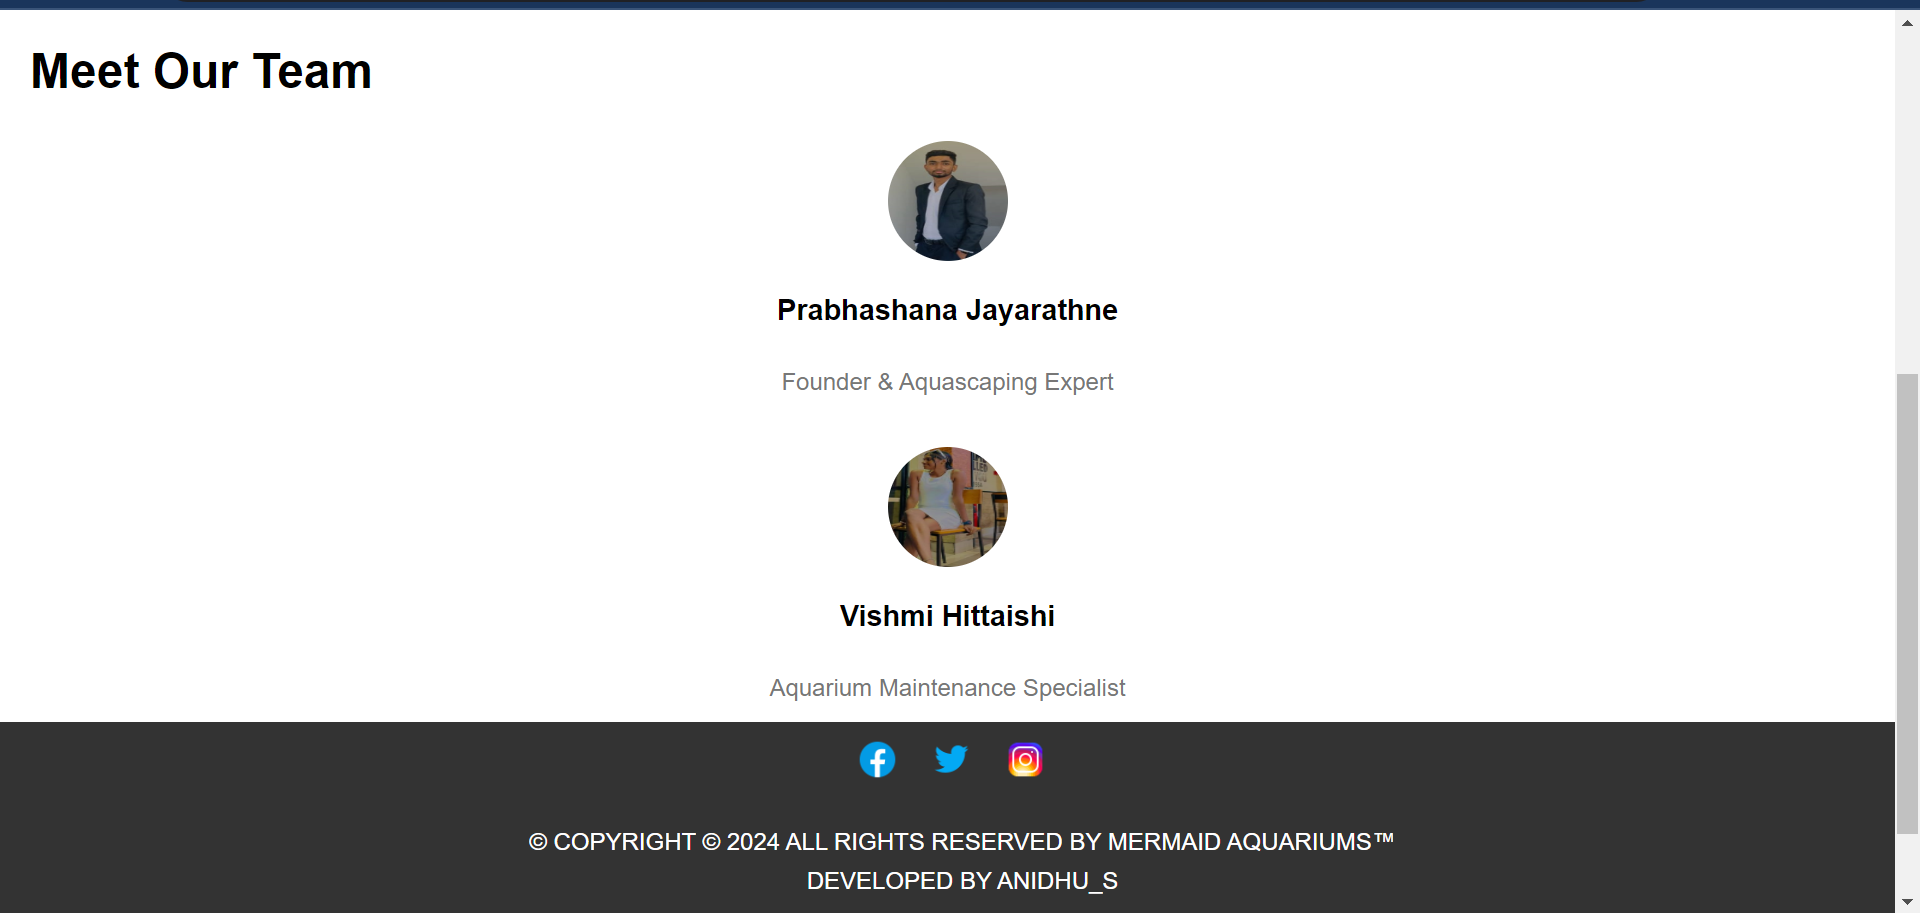 Meet Our Team
Prabhashana Jayarathne
Founder & Aquascaping Expert
Vishmi Hittaishi
Aquarium Maintenance Specialist
© COPYRIGHT © 2024 ALL RIGHTS RESERVED BY MERMAID AQUARIUMS™
DEVELOPED BY ANIDHU_S